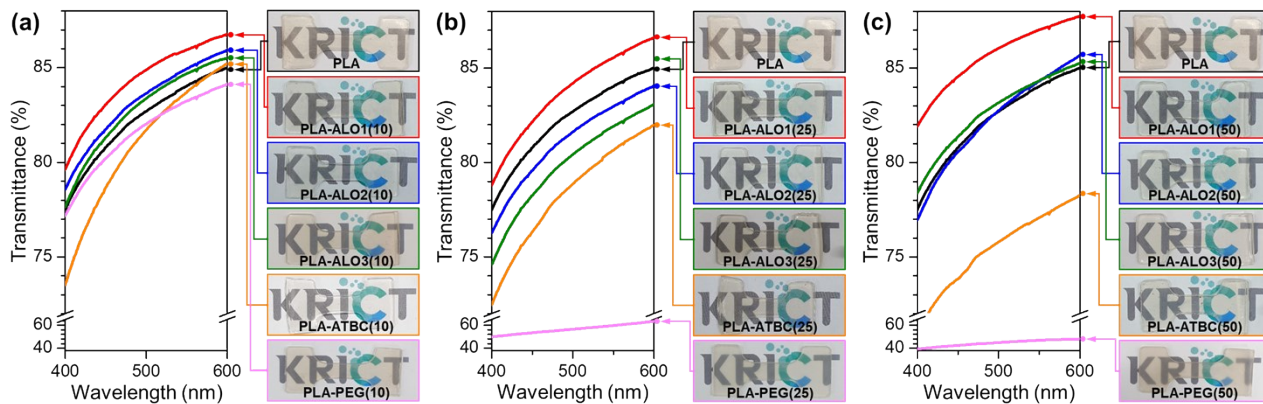 (a)
Transmittance (%)
85
80
75
60
40
400
500
600
Wavelength (nm)
KRICT
PLA
KRICT
PLA-ALO1(10)
KRICT
PLA-ALO2(10)
KRICT
PLA-ALO3(10)
KRICT
PLA-ATBC(10)
KRICT
PLA-PEG(10)
(b)
Transmittance (%)
85
80
75
60
40
400
500
600
Wavelength (nm)
KRICT
PLA
KRICT
PLA-ALO1(25)
KRICT
PLA-ALO2(25)
KRICT
PLA-ALO3(25)
KRICT
PLA-ATBC(25)
KRICT
PLA-PEG(25)
(c)
Transmittance (%)
85
80
75
60
40
400
500
600
Wavelength (nm)
KRICT
PLA
KRICT
PLA-ALO1(50)
KRICT
PLA-ALO2(50)
KRICT
PLA-ALO3(50)
KRICT
PLA-ATBC(50)
KRICT
PLA-PEG(50)